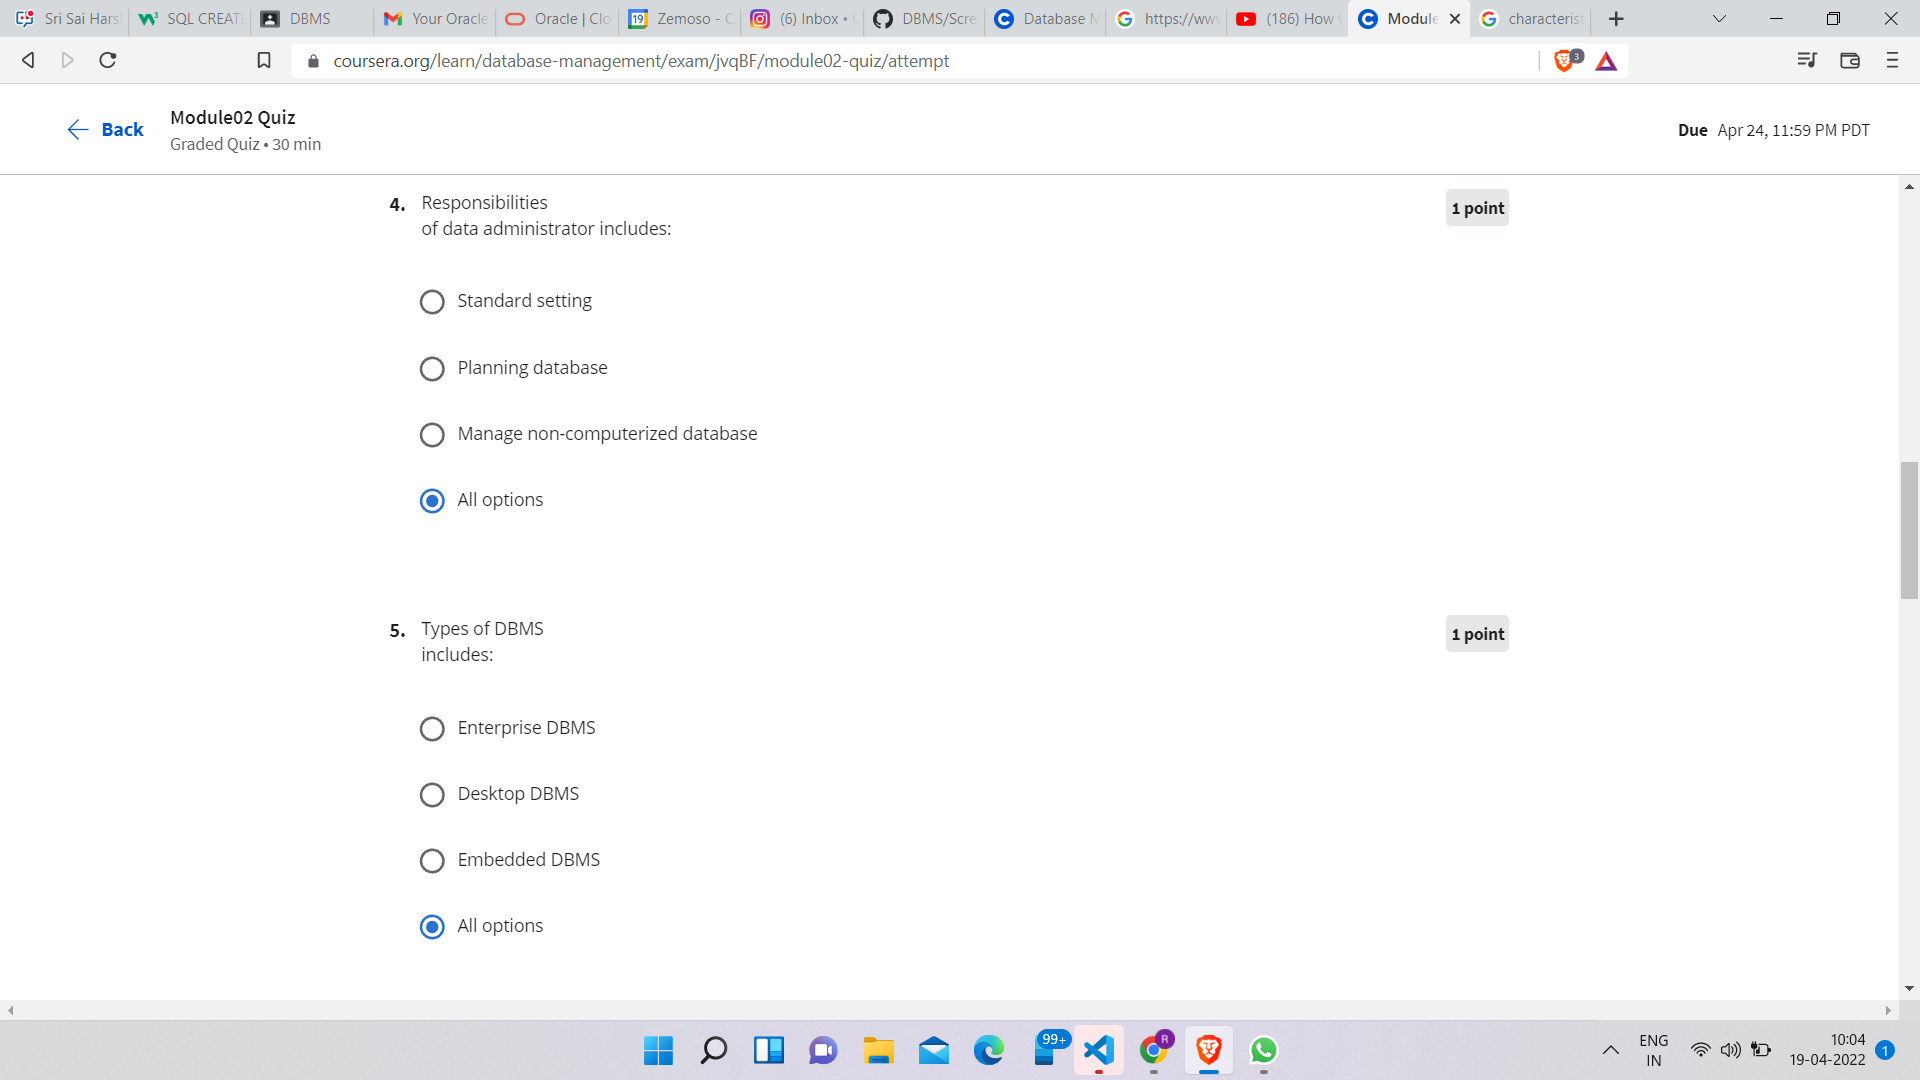 Sri Sai Hars
SQL CREATE
DBMS
Your Oracle
Oracle | Clo
Zemoso - C
(6) Inbox •
DBMS/Scre
Database M
https://www
(186) How
Module
characterist
coursera.org/learn/database-management/exam/jvqBF/module02-quiz/attempt
3
Back
Module02 Quiz
Graded Quiz • 30 min
Due Apr 24, 11:59 PM PDT
4. Responsibilities
of data administrator includes:
1 point
Standard setting
Planning database
Manage non-computerized database
All options
5. Types of DBMS
includes:
1 point
Enterprise DBMS
Desktop DBMS
Embedded DBMS
All options
99+
R
ENG
IN
10:04
19-04-2022
1